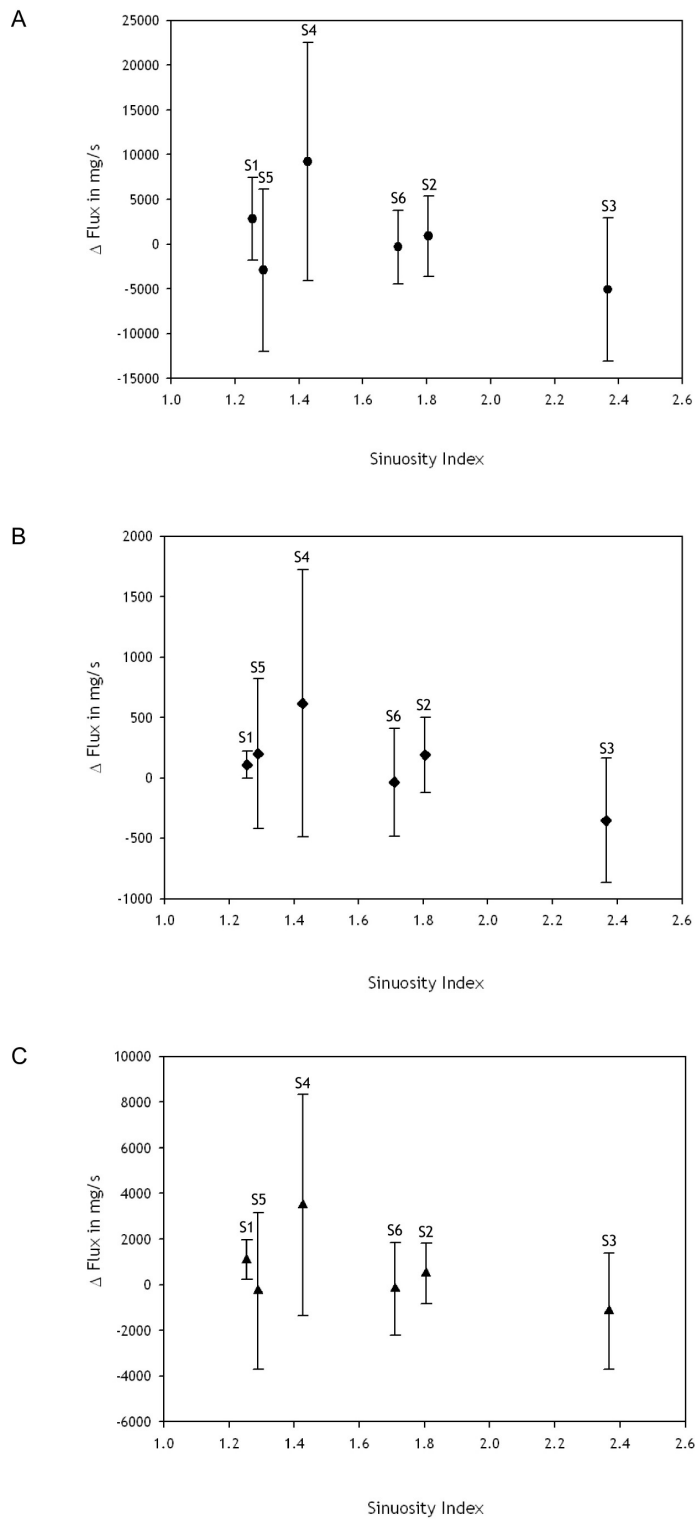 A
25000
20000
15000
10000
5000
0
-5000
-10000
-15000
Δ Flux in mg/s
S1
S5
S4
S6
S2
S3
1.0 1.2 1.4 1.6 1.8 2.0 2.2 2.4 2.6
Sinuosity Index
B
2000
1500
1000
500
0
-500
-1000
Δ Flux in mg/s
S1
S5
S4
S6
S2
S3
1.0 1.2 1.4 1.6 1.8 2.0 2.2 2.4 2.6
Sinuosity Index
C
10000
8000
6000
4000
2000
0
-2000
-4000
-6000
Δ Flux in mg/s
S1
S5
S4
S6
S2
S3
1.0 1.2 1.4 1.6 1.8 2.0 2.2 2.4 2.6
Sinuosity Index